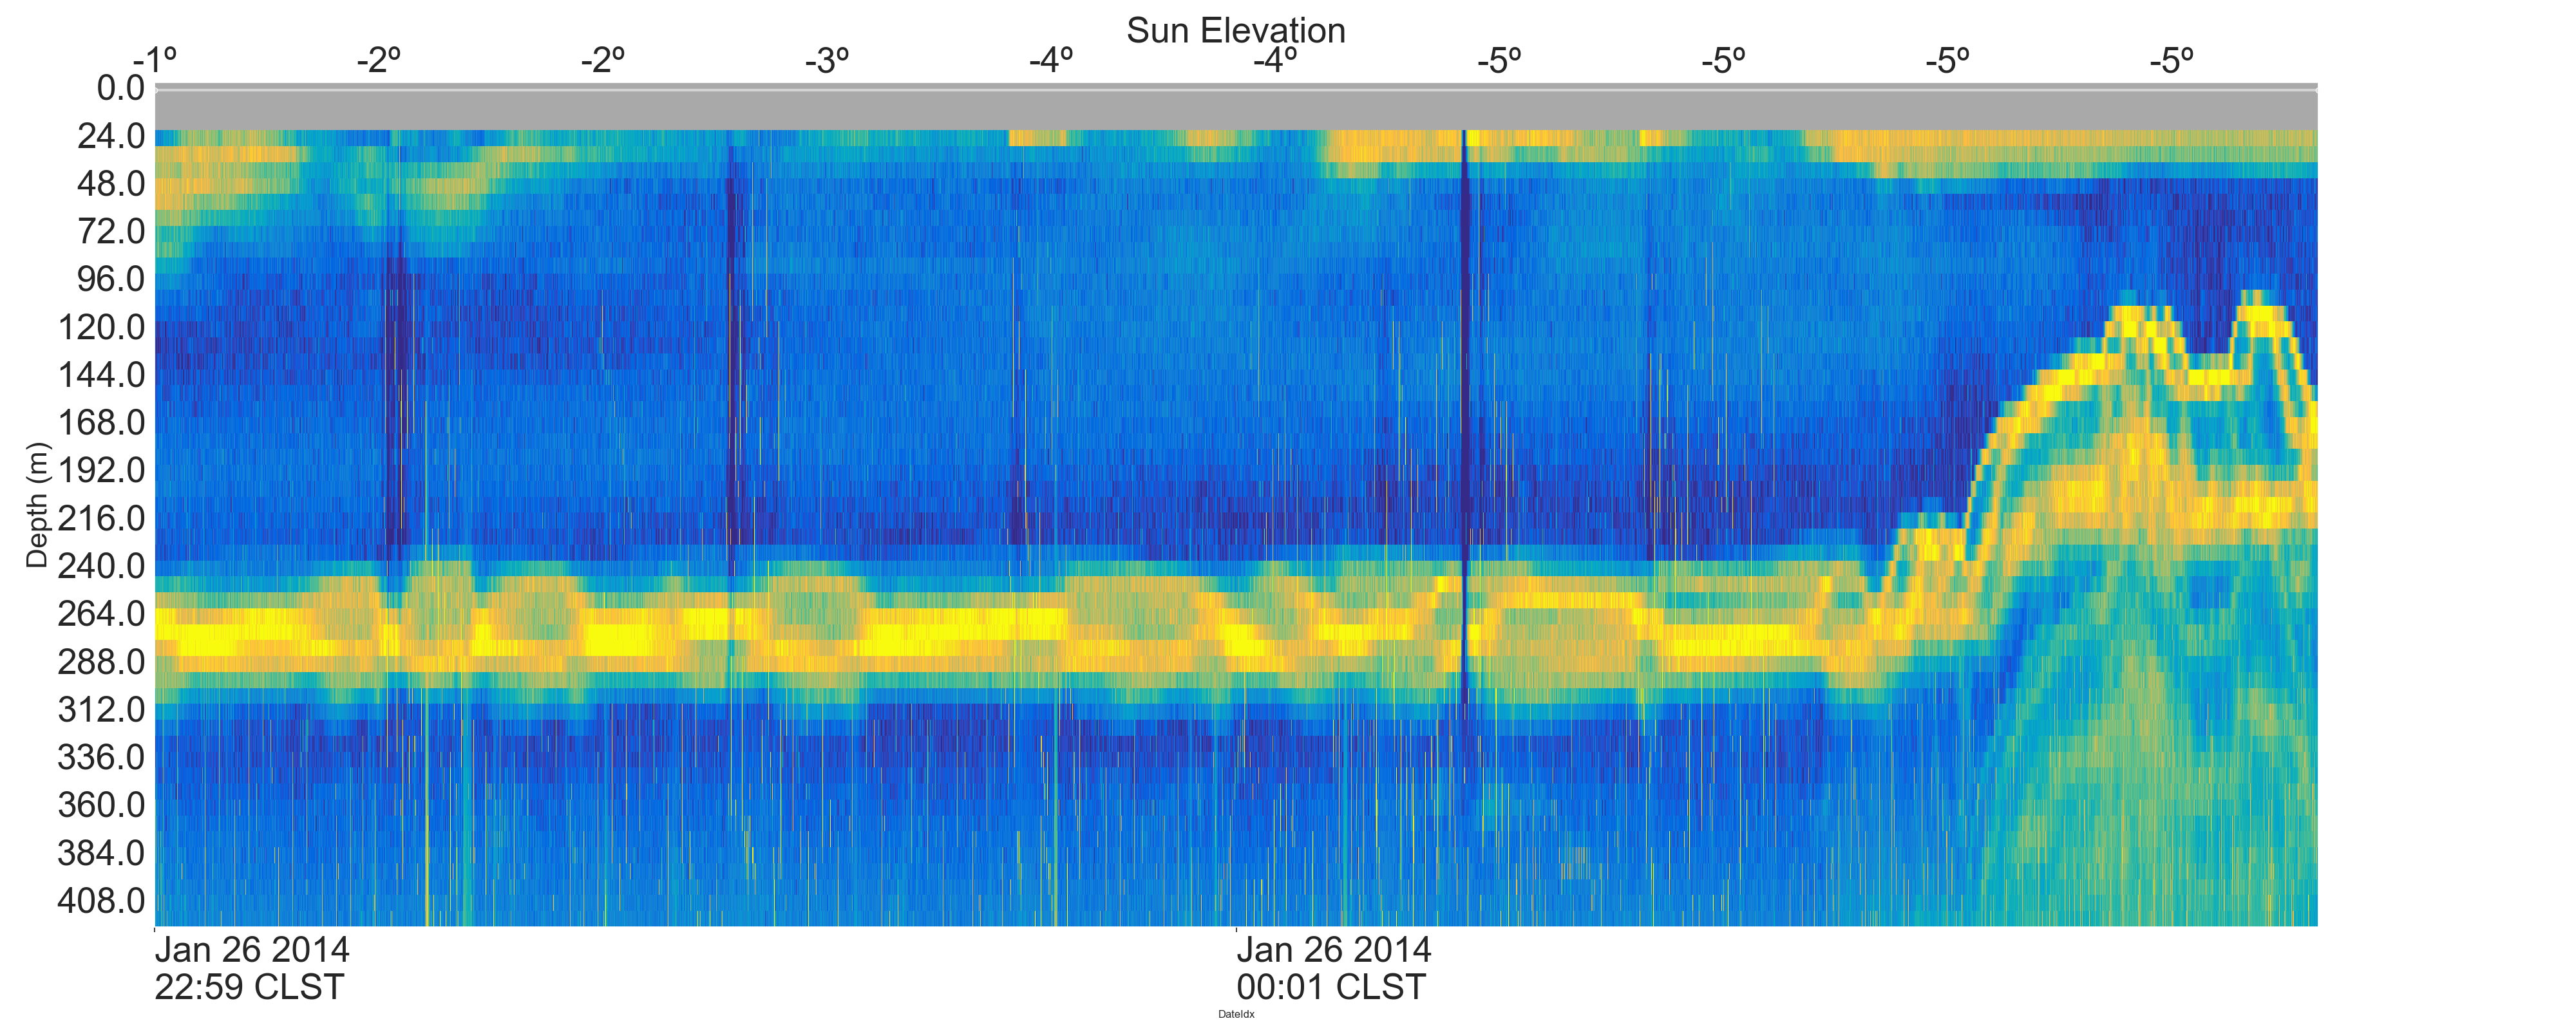 Sun Elevation
-1º -2º -2º -3º -4º -4º -5º -5º -5º -5º
0.0
24.0
48.0
72.0
96.0
120.0
144.0
168.0
192.0
216.0
240.0
264.0
288.0
312.0
336.0
360.0
384.0
408.0
Depth (m)
Jan 26 2014
22:59 CLST
Jan 26 2014
00:01 CLST
DateIdx